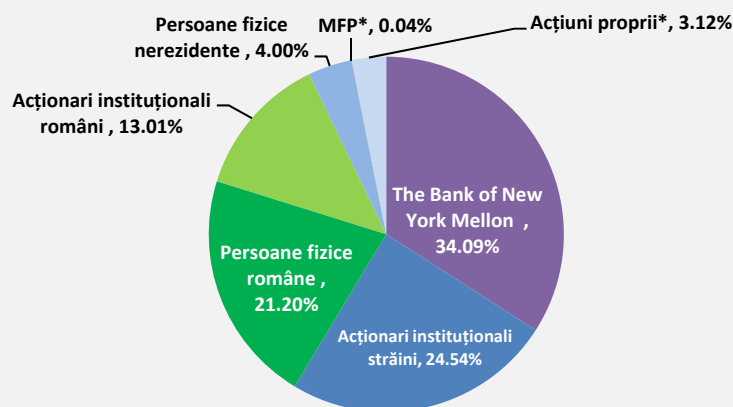 Persoane fizice
nerezidente , 4.00%
MFP*, 0.04%
Acțiuni proprii*, 3.12%
Acționari instituționali
români , 13.01%
The Bank of New
York Mellon ,
34.09%
Persoane fizice
române ,
21.20%
Acționari instituționali
străini, 24.54%